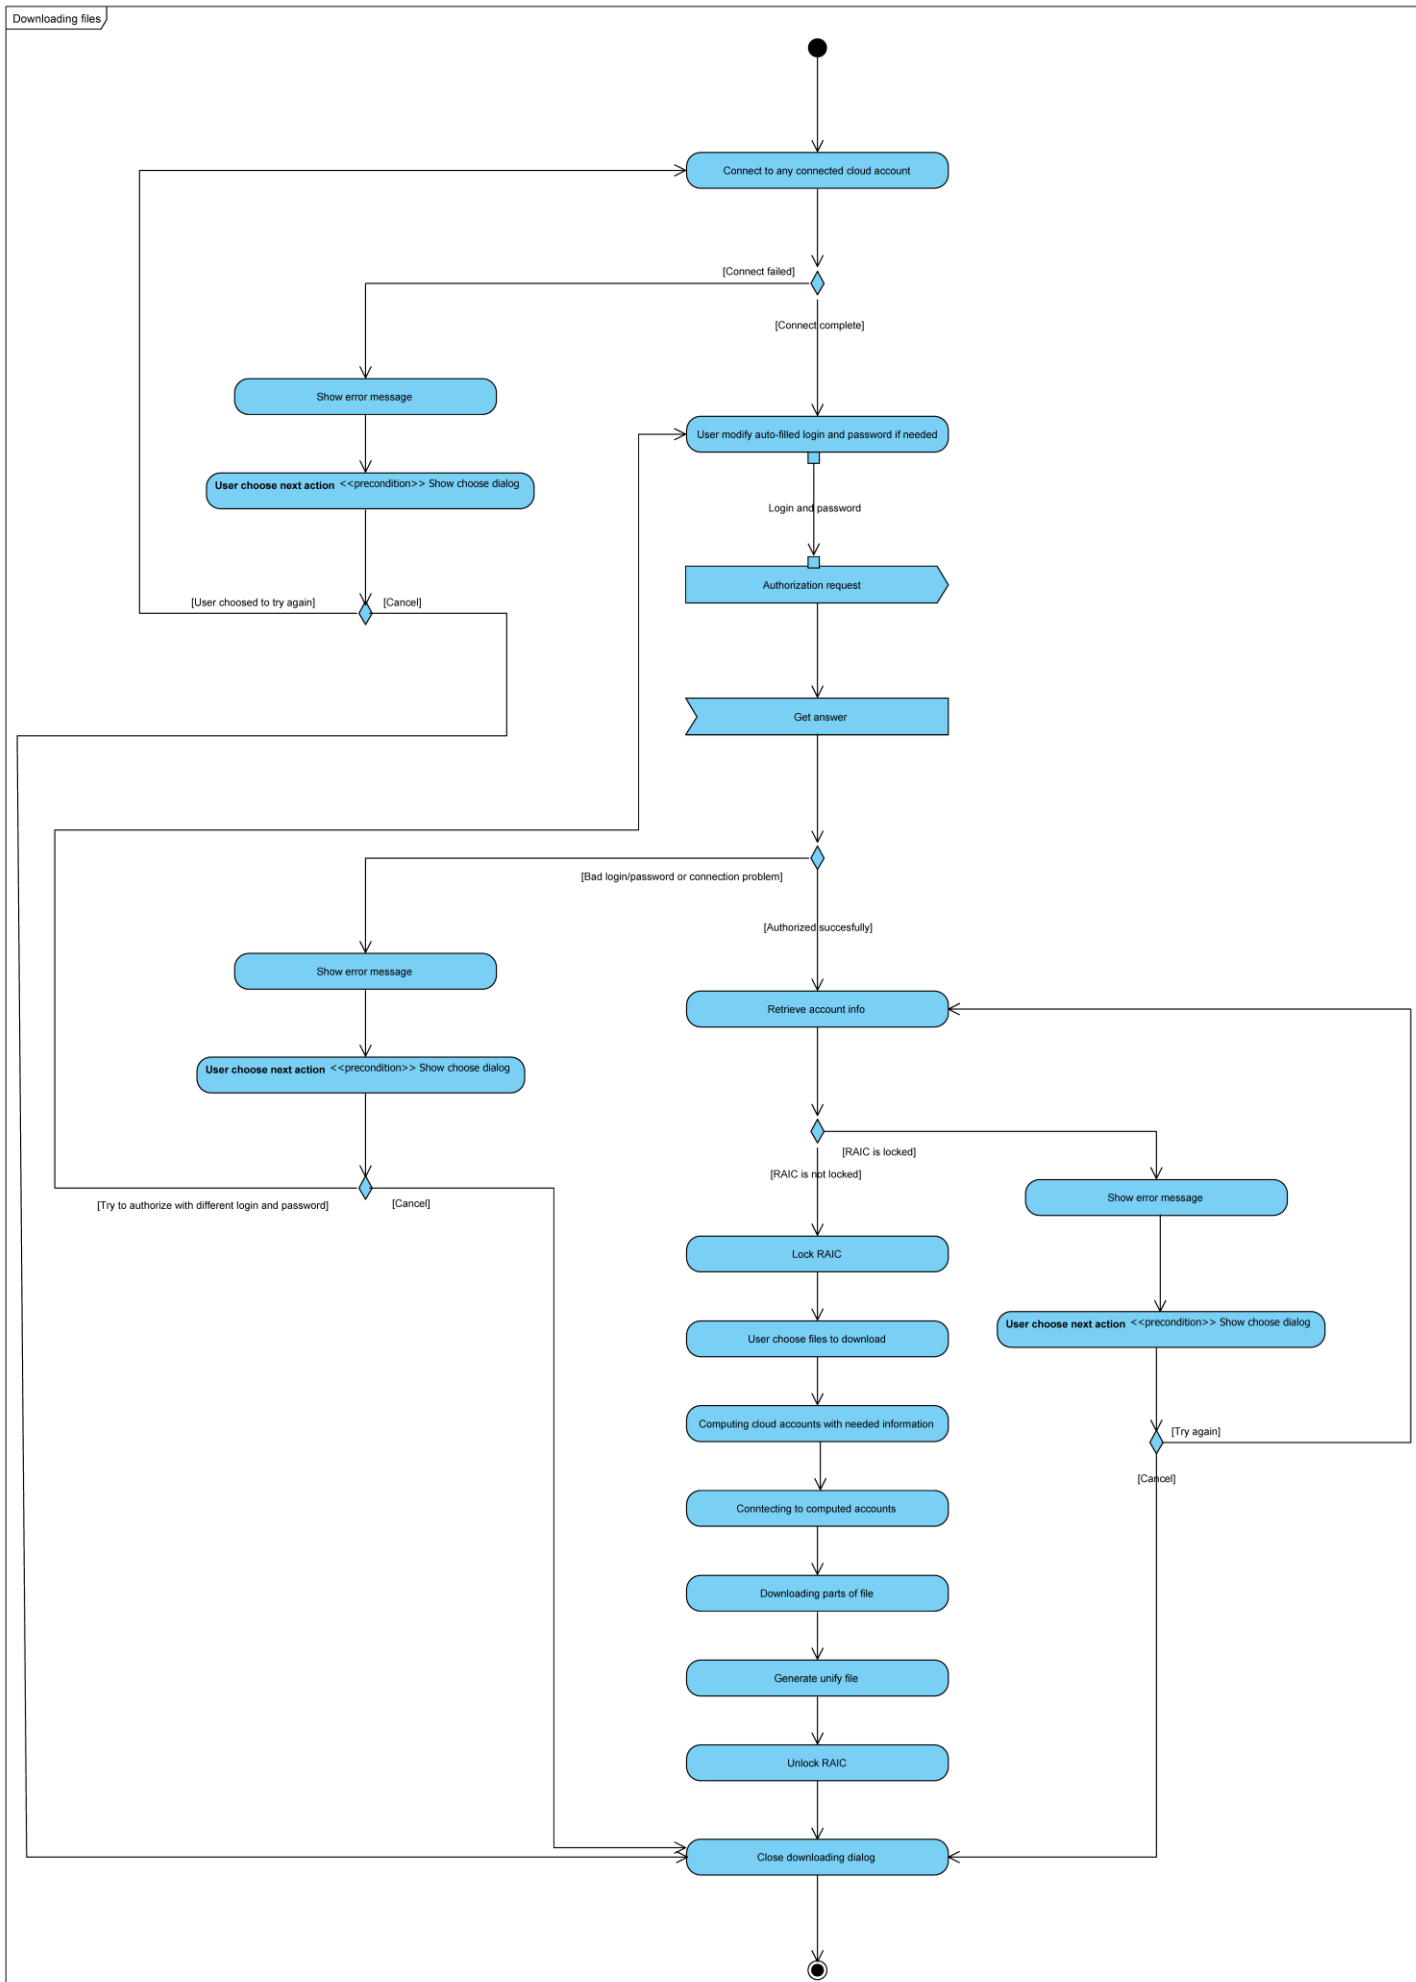 Downloading files
Connect to any connected cloud account
[Connect failed]
[Connect complete]
Show error message
User modify auto-filled login and password if needed
User choose next action <<precondition>> Show choose dialog
Login and password
Authorization request
[User choosed to try again]
[Cancel]
Get answer
[Bad login/password or connection problem]
[Authorized succesfully]
Show error message
Retrieve account info
User choose next action <<precondition>> Show choose dialog
[RAIC is locked]
[RAIC is not locked]
[Try to authorize with different login and password]
[Cancel]
Show error message
Lock RAIC
User choose next action <<precondition>> Show choose dialog
User choose files to download
Computing cloud accounts with needed information
[Try again]
[Cancel]
Conntecting to computed accounts
Downloading parts of file
Generate unify file
Unlock RAIC
Close downloading dialog